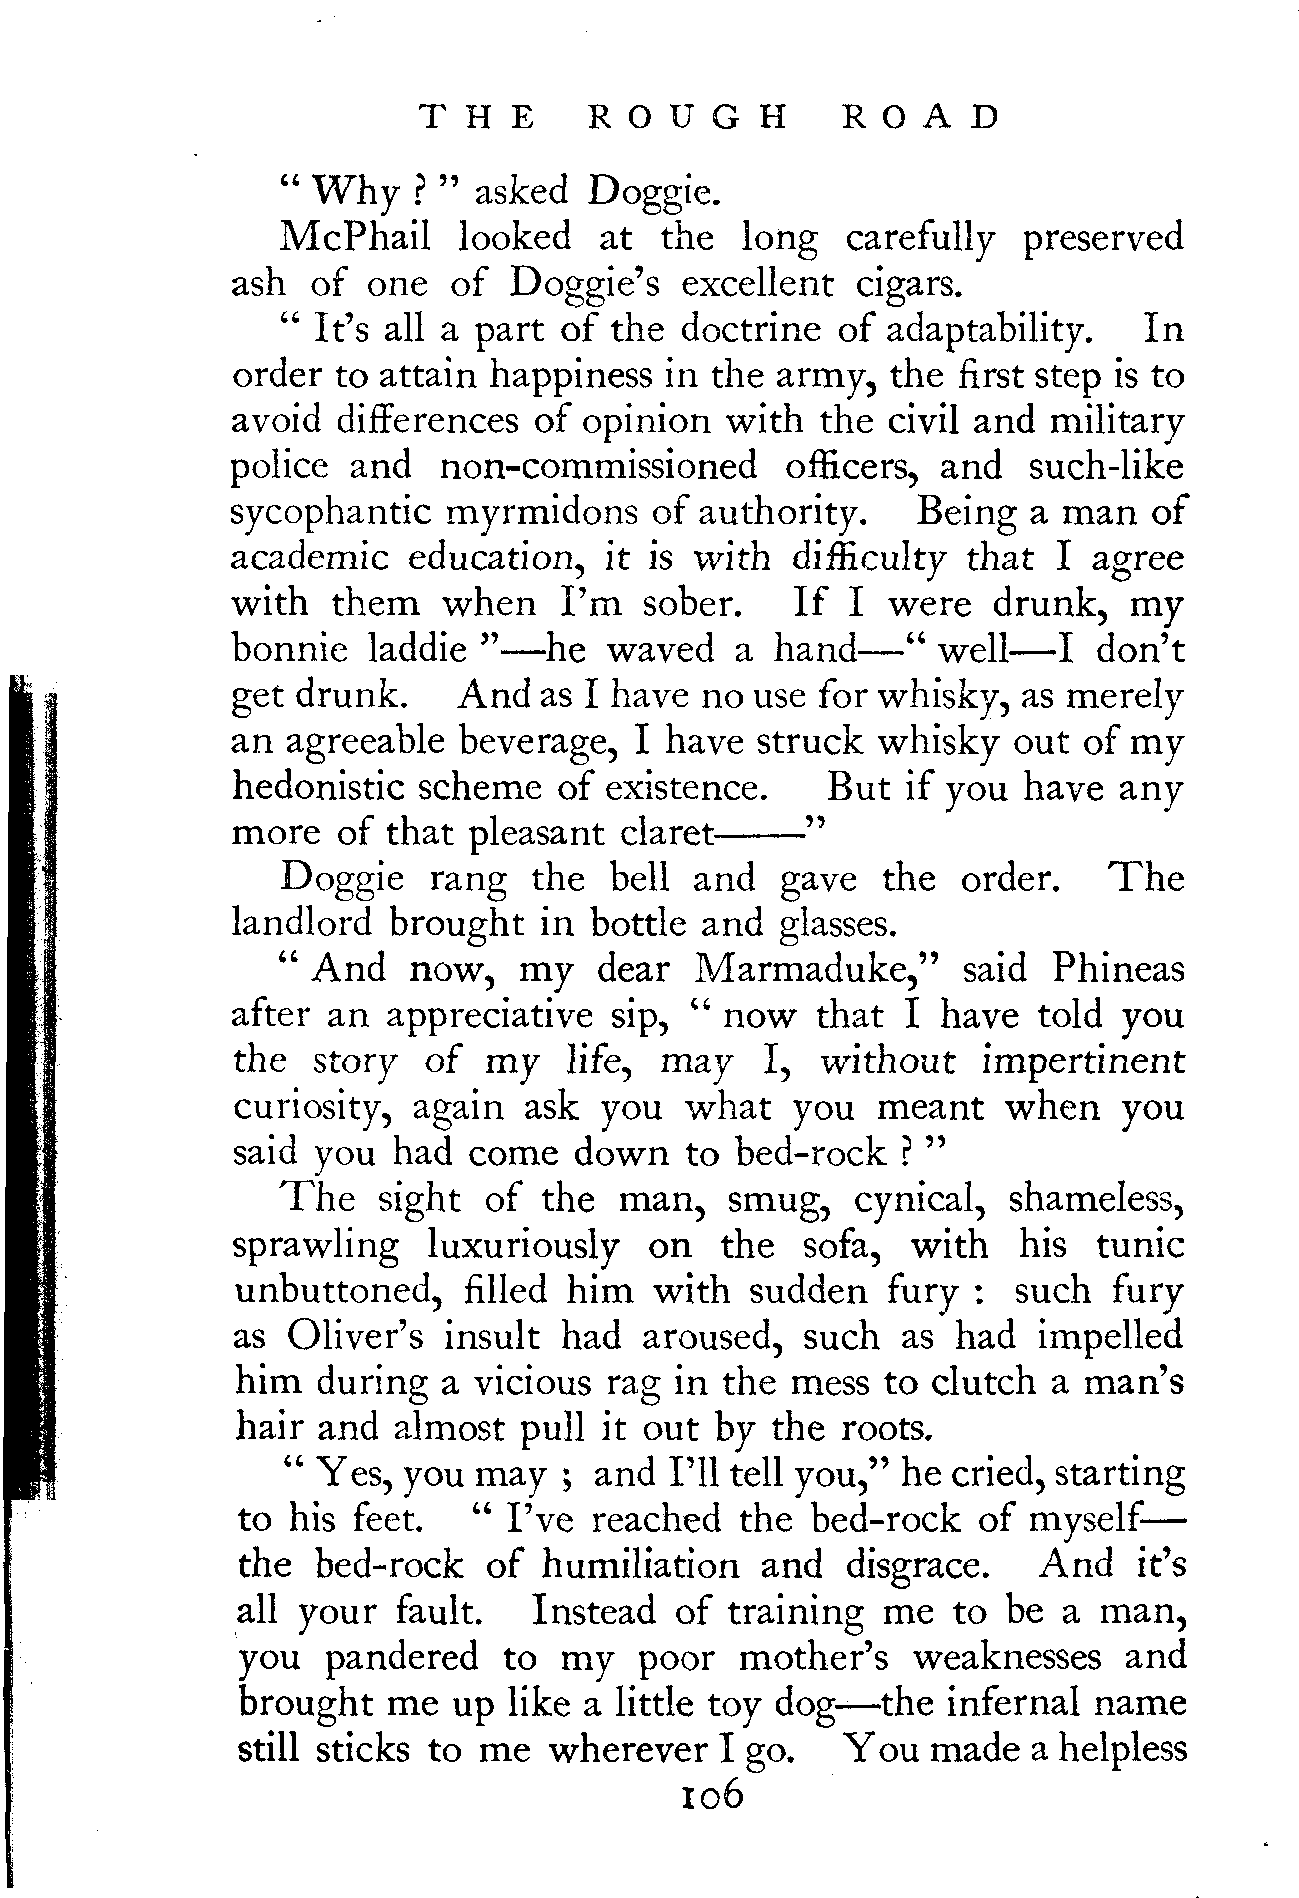 THE ROUGH ROAD
“ Why ? ” asked Doggie.
McPhail looked at the long carefully preserved
ash of one of Doggie’s excellent cigars.
“ It’s all a part of the doctrine of adaptability. In
order to attain happiness in the army, the first step is to
avoid differences of opinion with the civil and military
police and non-commissioned officers, and such-like
sycophantic myrmidons of authority. Being a man of
academic education, it is with difficulty that I agree
with them when I’m sober. If I were drunk, my
bonnie laddie ”—he waved a hand—“ well—I don’t
get drunk. And as I have no use for whisky, as merely
an agreeable beverage, I have struck whisky out of my
hedonistic scheme of existence. But if you have any
more of that pleasant claret——”
Doggie rang the bell and gave the order. The
landlord brought in bottle and glasses.
“ And now, my dear Marmaduke,” said Phineas
after an appreciative sip, “ now that I have told you
the story of my life, may I, without impertinent
curiosity, again ask you what you meant when you
said you had come down to bed-rock ? ”
The sight of the man, smug, cynical, shameless,
sprawling luxuriously on the sofa, with his tunic
unbuttoned, filled him with sudden fury : such fury
as Oliver’s insult had aroused, such as had impelled
him during a vicious rag in the mess to clutch a man’s
hair and almost pull it out by the roots.
“ Yes, you may ; and I’ll tell you,” he cried, starting
to his feet. “ I’ve reached the bed-rock of myself—
the bed-rock of humiliation and disgrace. And it’s
all your fault. Instead of training me to be a man,
you pandered to my poor mother’s weaknesses and
brought me up like a little toy dog—the infernal name
still sticks to me wherever I go. You made a helpless
106